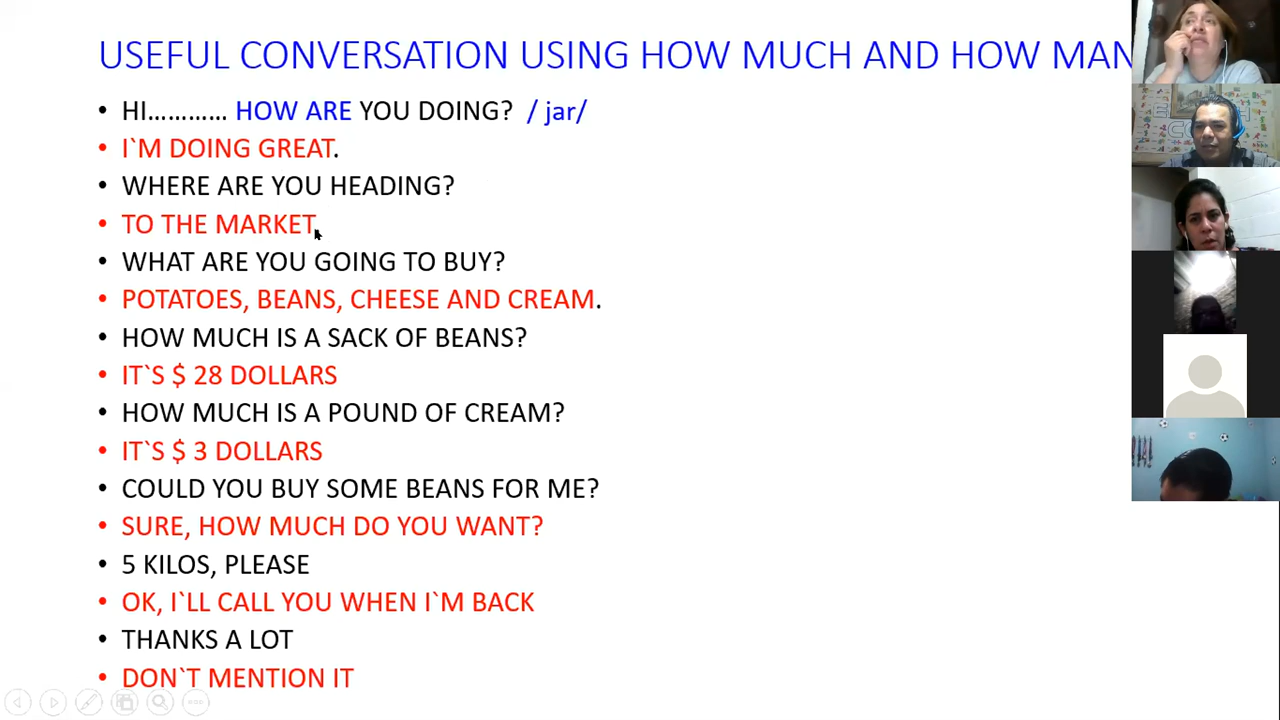 USEFUL CONVERSATION USING HOW MUCH AND HOW MAN
• HI………… HOW ARE YOU DOING? / jar/
• I`M DOING GREAT.
• WHERE ARE YOU HEADING?
• TO THE MARKET.
• WHAT ARE YOU GOING TO BUY?
• POTATOES, BEANS, CHEESE AND CREAM.
• HOW MUCH IS A SACK OF BEANS?
• IT`S $ 28 DOLLARS
• HOW MUCH IS A POUND OF CREAM?
• IT`S $ 3 DOLLARS
• COULD YOU BUY SOME BEANS FOR ME?
• SURE, HOW MUCH DO YOU WANT?
• 5 KILOS, PLEASE
• OK, I`LL CALL YOU WHEN I`M BACK
• THANKS A LOT
• DON`T MENTION IT